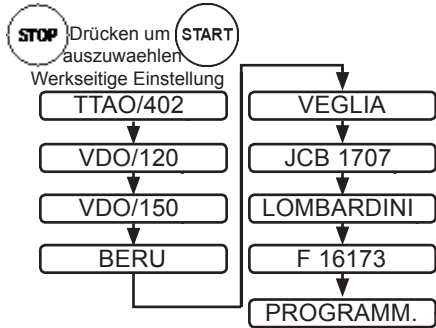 STOP
Drücken um
START
auszuwaehlen
Werkseitige Einstellung
TTAO/402
VDO/120
VDO/150
BERU
VEGLIA
JCB 1707
LOMBARDINI
F 16173
PROGRAMM.